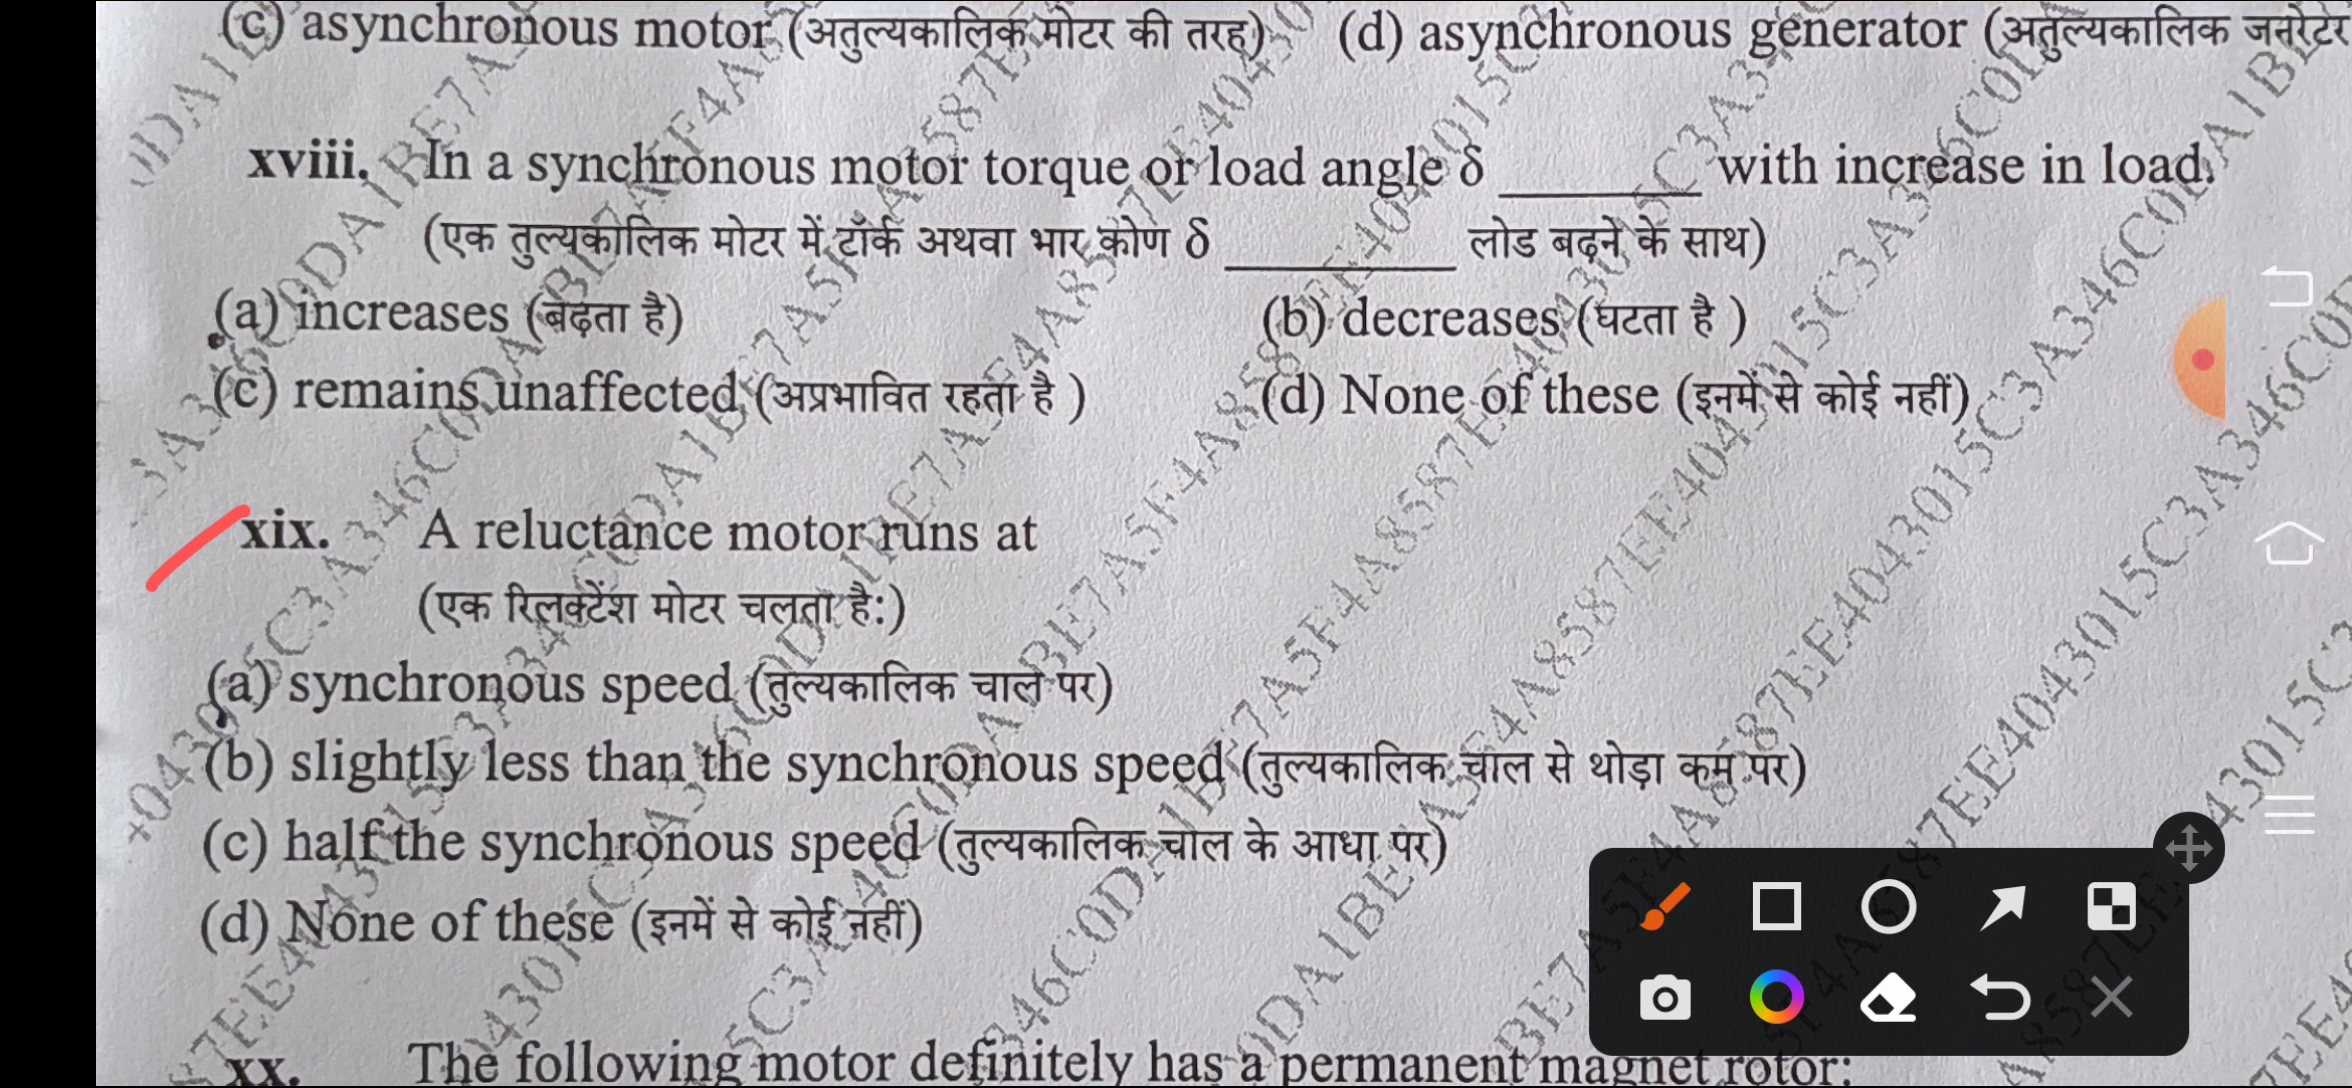 (c) asynchronous motor (अतुल्यकालिक मोटर की तरह) (d) asynchronous generator (अतुल्यकालिक जनरेटर
xviii. In a synchronous motor torque or load angle δ ________ with increase in load.
(एक तुल्यकालिक मोटर में टॉर्क अथवा भार कोण δ ________ लोड बढ़ने के साथ)
(a) increases (बढ़ता है) (b) decreases (घटता है )
(c) remains unaffected (अप्रभावित रहता है ) (d) None of these (इनमें से कोई नहीं)
xix. A reluctance motor runs at
(एक रिलक्टेंश मोटर चलता है:)
(a) synchronous speed (तुल्यकालिक चाल पर)
(b) slightly less than the synchronous speed (तुल्यकालिक चाल से थोड़ा कम पर)
(c) half the synchronous speed (तुल्यकालिक चाल के आधा पर)
(d) None of these (इनमें से कोई नहीं)
xx. The following motor definitely has a permanent magnet rotor: